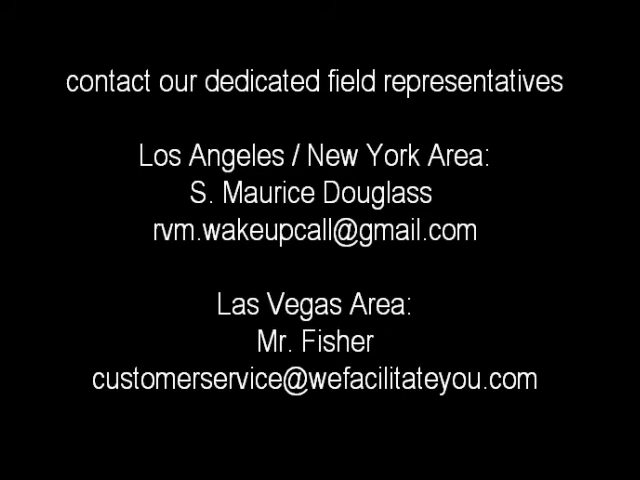 contact our dedicated field representatives
Los Angeles / New York Area:
S. Maurice Douglass
rvm.wakeupcall@gmail.com
Las Vegas Area:
Mr. Fisher
customerservice@wefacilitateyou.com